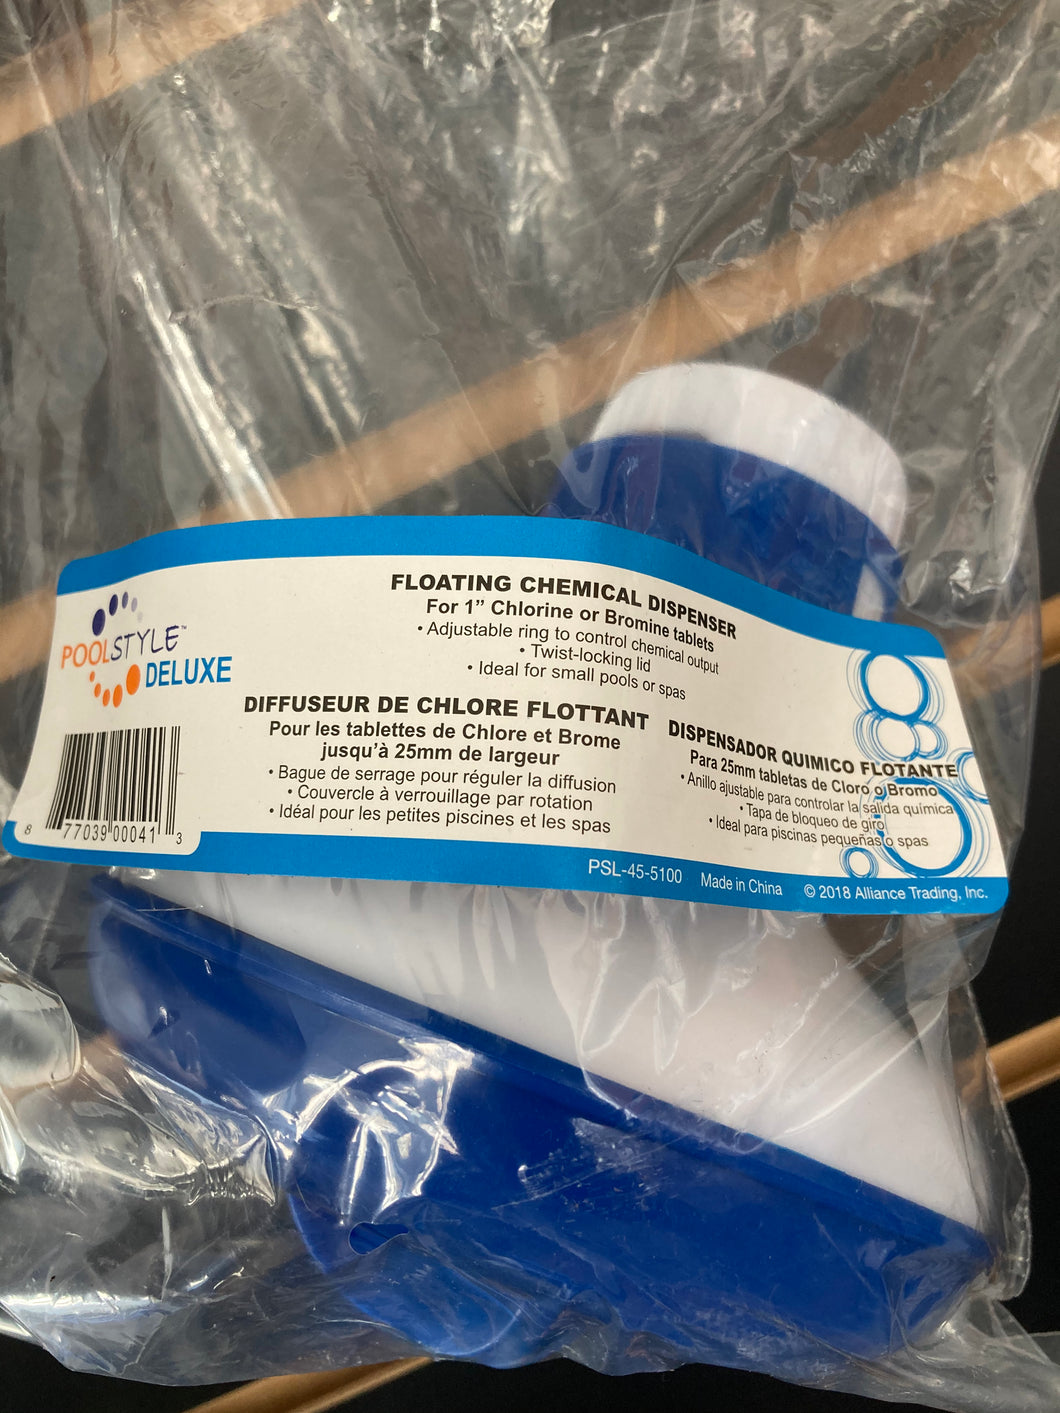 FLOATING CHEMICAL DISPENSER
For 1” Chlorine or Bromine tablets
• Adjustable ring to control chemical output
• Twist-locking lid
• Ideal for small pools or spas
POOLSTYLE™
DELUXE
DIFFUSEUR DE CHLORE FLOTTANT
Pour les tablettes de Chlore et Brome
jusqu’à 25mm de largeur
• Bague de serrage pour réguler la diffusion
• Couvercle à verrouillage par rotation
• Idéal pour les petites piscines et les spas
DISPENSADOR QUIMICO FLOTANTE
Para 25mm tabletas de Cloro o Bromo
• Anillo ajustable para controlar la salida química
• Tapa de bloqueo de giro
• Ideal para piscinas pequeñas o spas
8 77039 00041 3
PSL-45-5100 Made in China © 2018 Alliance Trading, Inc.